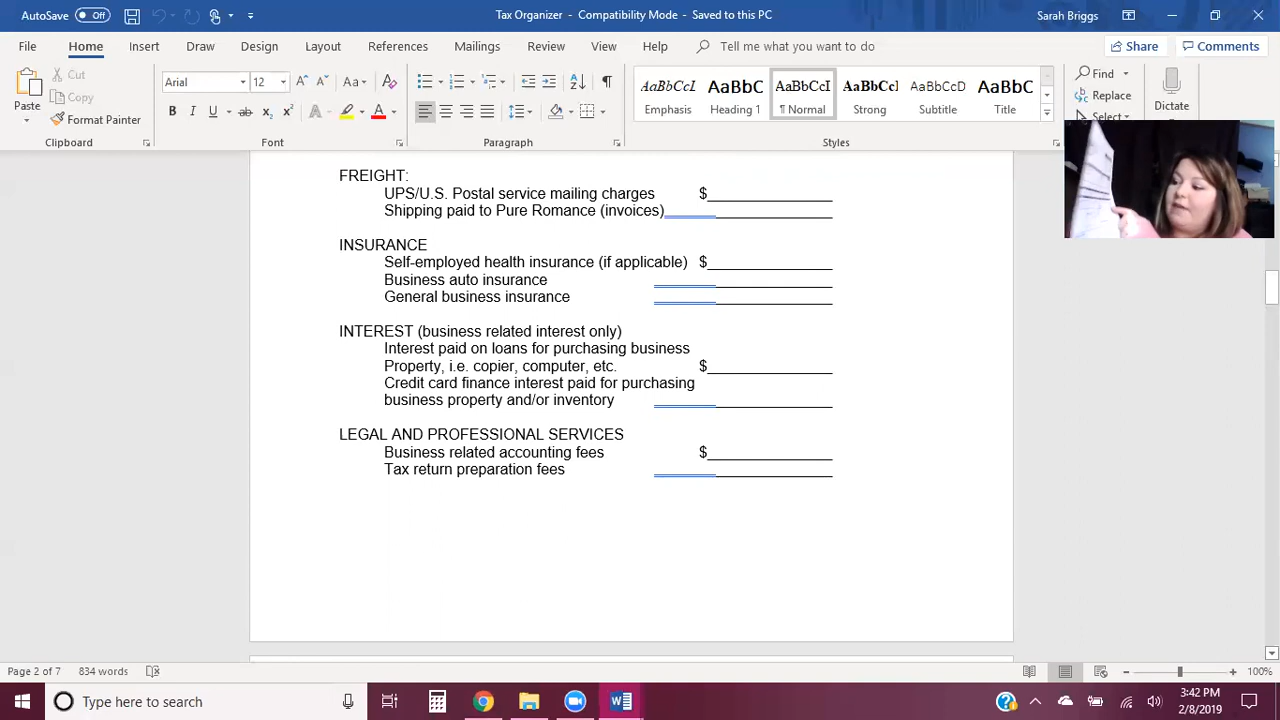 AutoSave Off Tax Organizer - Compatibility Mode - Saved to this PC Sarah Briggs
File Home Insert Draw Design Layout References Mailings Review View Help Tell me what you want to do Share Comments
Paste Cut Copy Format Painter
Arial 12 Aa A
B I U ab x₂ x² A A
AaBbCcI AaBbC AaBbCcI AaBbCc AaBbCcD AaBbC
Emphasis Heading 1 ¶ Normal Strong Subtitle Title
Find Replace Select Dictate
Clipboard Font Paragraph Styles
FREIGHT:
UPS/U.S. Postal service mailing charges $
Shipping paid to Pure Romance (invoices)
INSURANCE
Self-employed health insurance (if applicable) $
Business auto insurance
General business insurance
INTEREST (business related interest only)
Interest paid on loans for purchasing business
Property, i.e. copier, computer, etc. $
Credit card finance interest paid for purchasing
business property and/or inventory
LEGAL AND PROFESSIONAL SERVICES
Business related accounting fees $
Tax return preparation fees
Page 2 of 7 834 words 100%
Type here to search 3:42 PM
2/8/2019